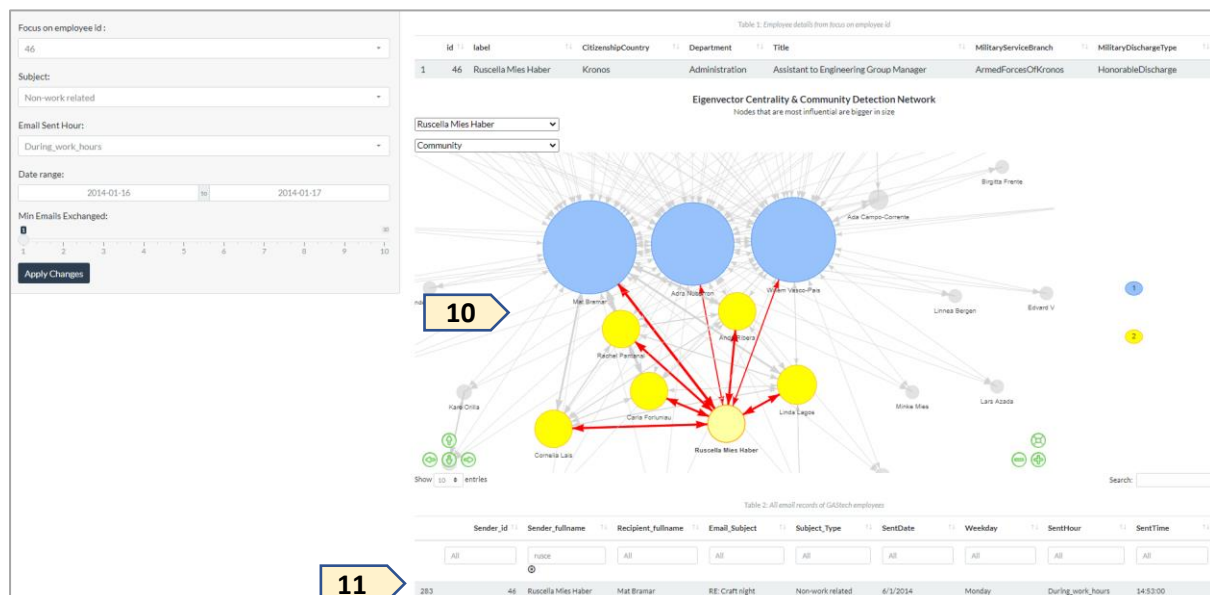 Focus on employee id :
46
Subject:
Non-work related
Email Sent Hour:
During_work_hours
Date range:
2014-01-16 to 2014-01-17
Min Emails Exchanged:
1 2 3 4 5 6 7 8 9 10
Apply Changes
Table 1: Employee details from focus on employee id
id label CitizenshipCountry Department Title MilitaryServiceBranch MilitaryDischargeType
1 46 Ruscella Mies Haber Kronos Administration Assistant to Engineering Group Manager ArmedForcesOfKronos HonorableDischarge
Eigenvector Centrality & Community Detection Network
Nodes that are most influential are bigger in size
Ruscella Mies Haber
Community
Birgitta Frente
Ada Campo-Corrente
Mat Bramar
Willem Vasco-Pais
Linnea Bergen
Edvard V
1
10
Rachel Pantanal
Ribera
2
Kare Orilla
Carla Forluniau
Linda Lagos
Minke Mies
Lars Azada
Cornelia Lais
Ruscella Mies Haber
Show 10 entries
Search:
Table 2: All email records of GAStech employees
Sender_id Sender_fullname Recipient_fullname Email_Subject Subject_Type SentDate Weekday SentHour SentTime
All rusce All All All All All All All
11
283 46 Ruscella Mies Haber Mat Bramar RE: Craft night Non-work related 6/1/2014 Monday During_work_hours 14:53:00